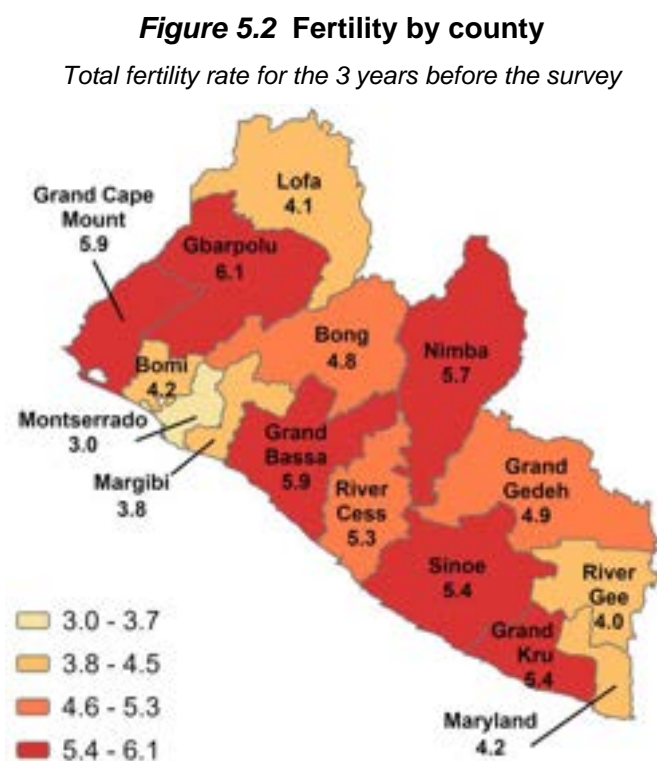 Figure 5.2 Fertility by county
Total fertility rate for the 3 years before the survey
Lofa
4.1
Grand Cape
Mount
5.9
Gbarpolu
6.1
Bong
4.8
Nimba
5.7
Bomi
4.2
Montserrado
3.0
Margibi
3.8
Grand
Bassa
5.9
River
Cess
5.3
Grand
Gedeh
4.9
Sinoe
5.4
River
Gee
4.0
Grand
Kru
5.4
Maryland
4.2
3.0 - 3.7
3.8 - 4.5
4.6 - 5.3
5.4 - 6.1